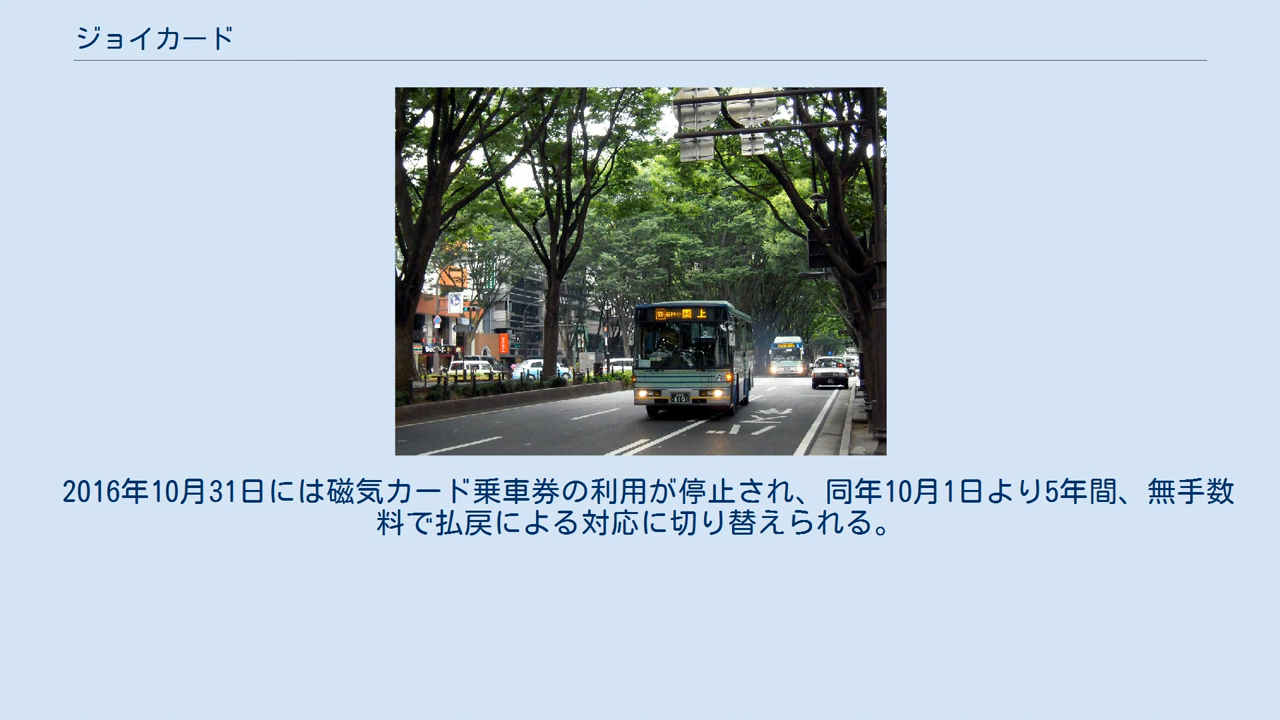 ジョイカード
上
2016年10月31日には磁気カード乗車券の利用が停止され、同年10月1日より5年間、無手数
料で払戻による対応に切り替えられる。